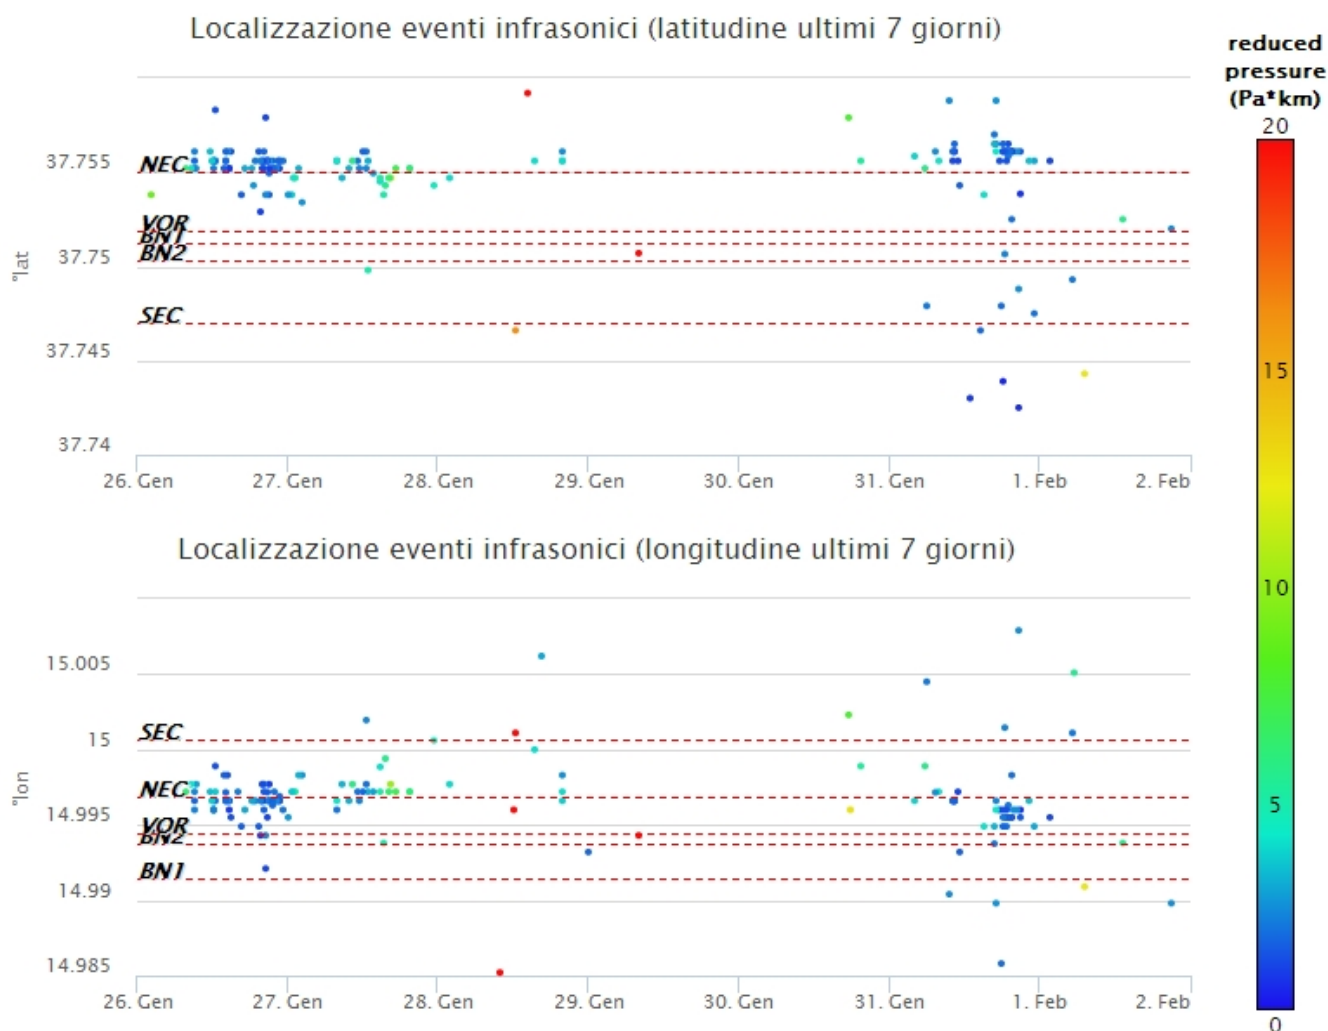 Localizzazione eventi infrasonici (latitudine ultimi 7 giorni)
reduced
pressure
(Pa*km)
20
15
10
5
0
°lat
37.755
37.75
37.745
37.74
NEC
VOR
BN1
BN2
SEC
26. Gen
27. Gen
28. Gen
29. Gen
30. Gen
31. Gen
1. Feb
2. Feb
Localizzazione eventi infrasonici (longitudine ultimi 7 giorni)
°lon
15.005
15
14.995
14.99
14.985
SEC
NEC
VOR
BN2
BN1
26. Gen
27. Gen
28. Gen
29. Gen
30. Gen
31. Gen
1. Feb
2. Feb